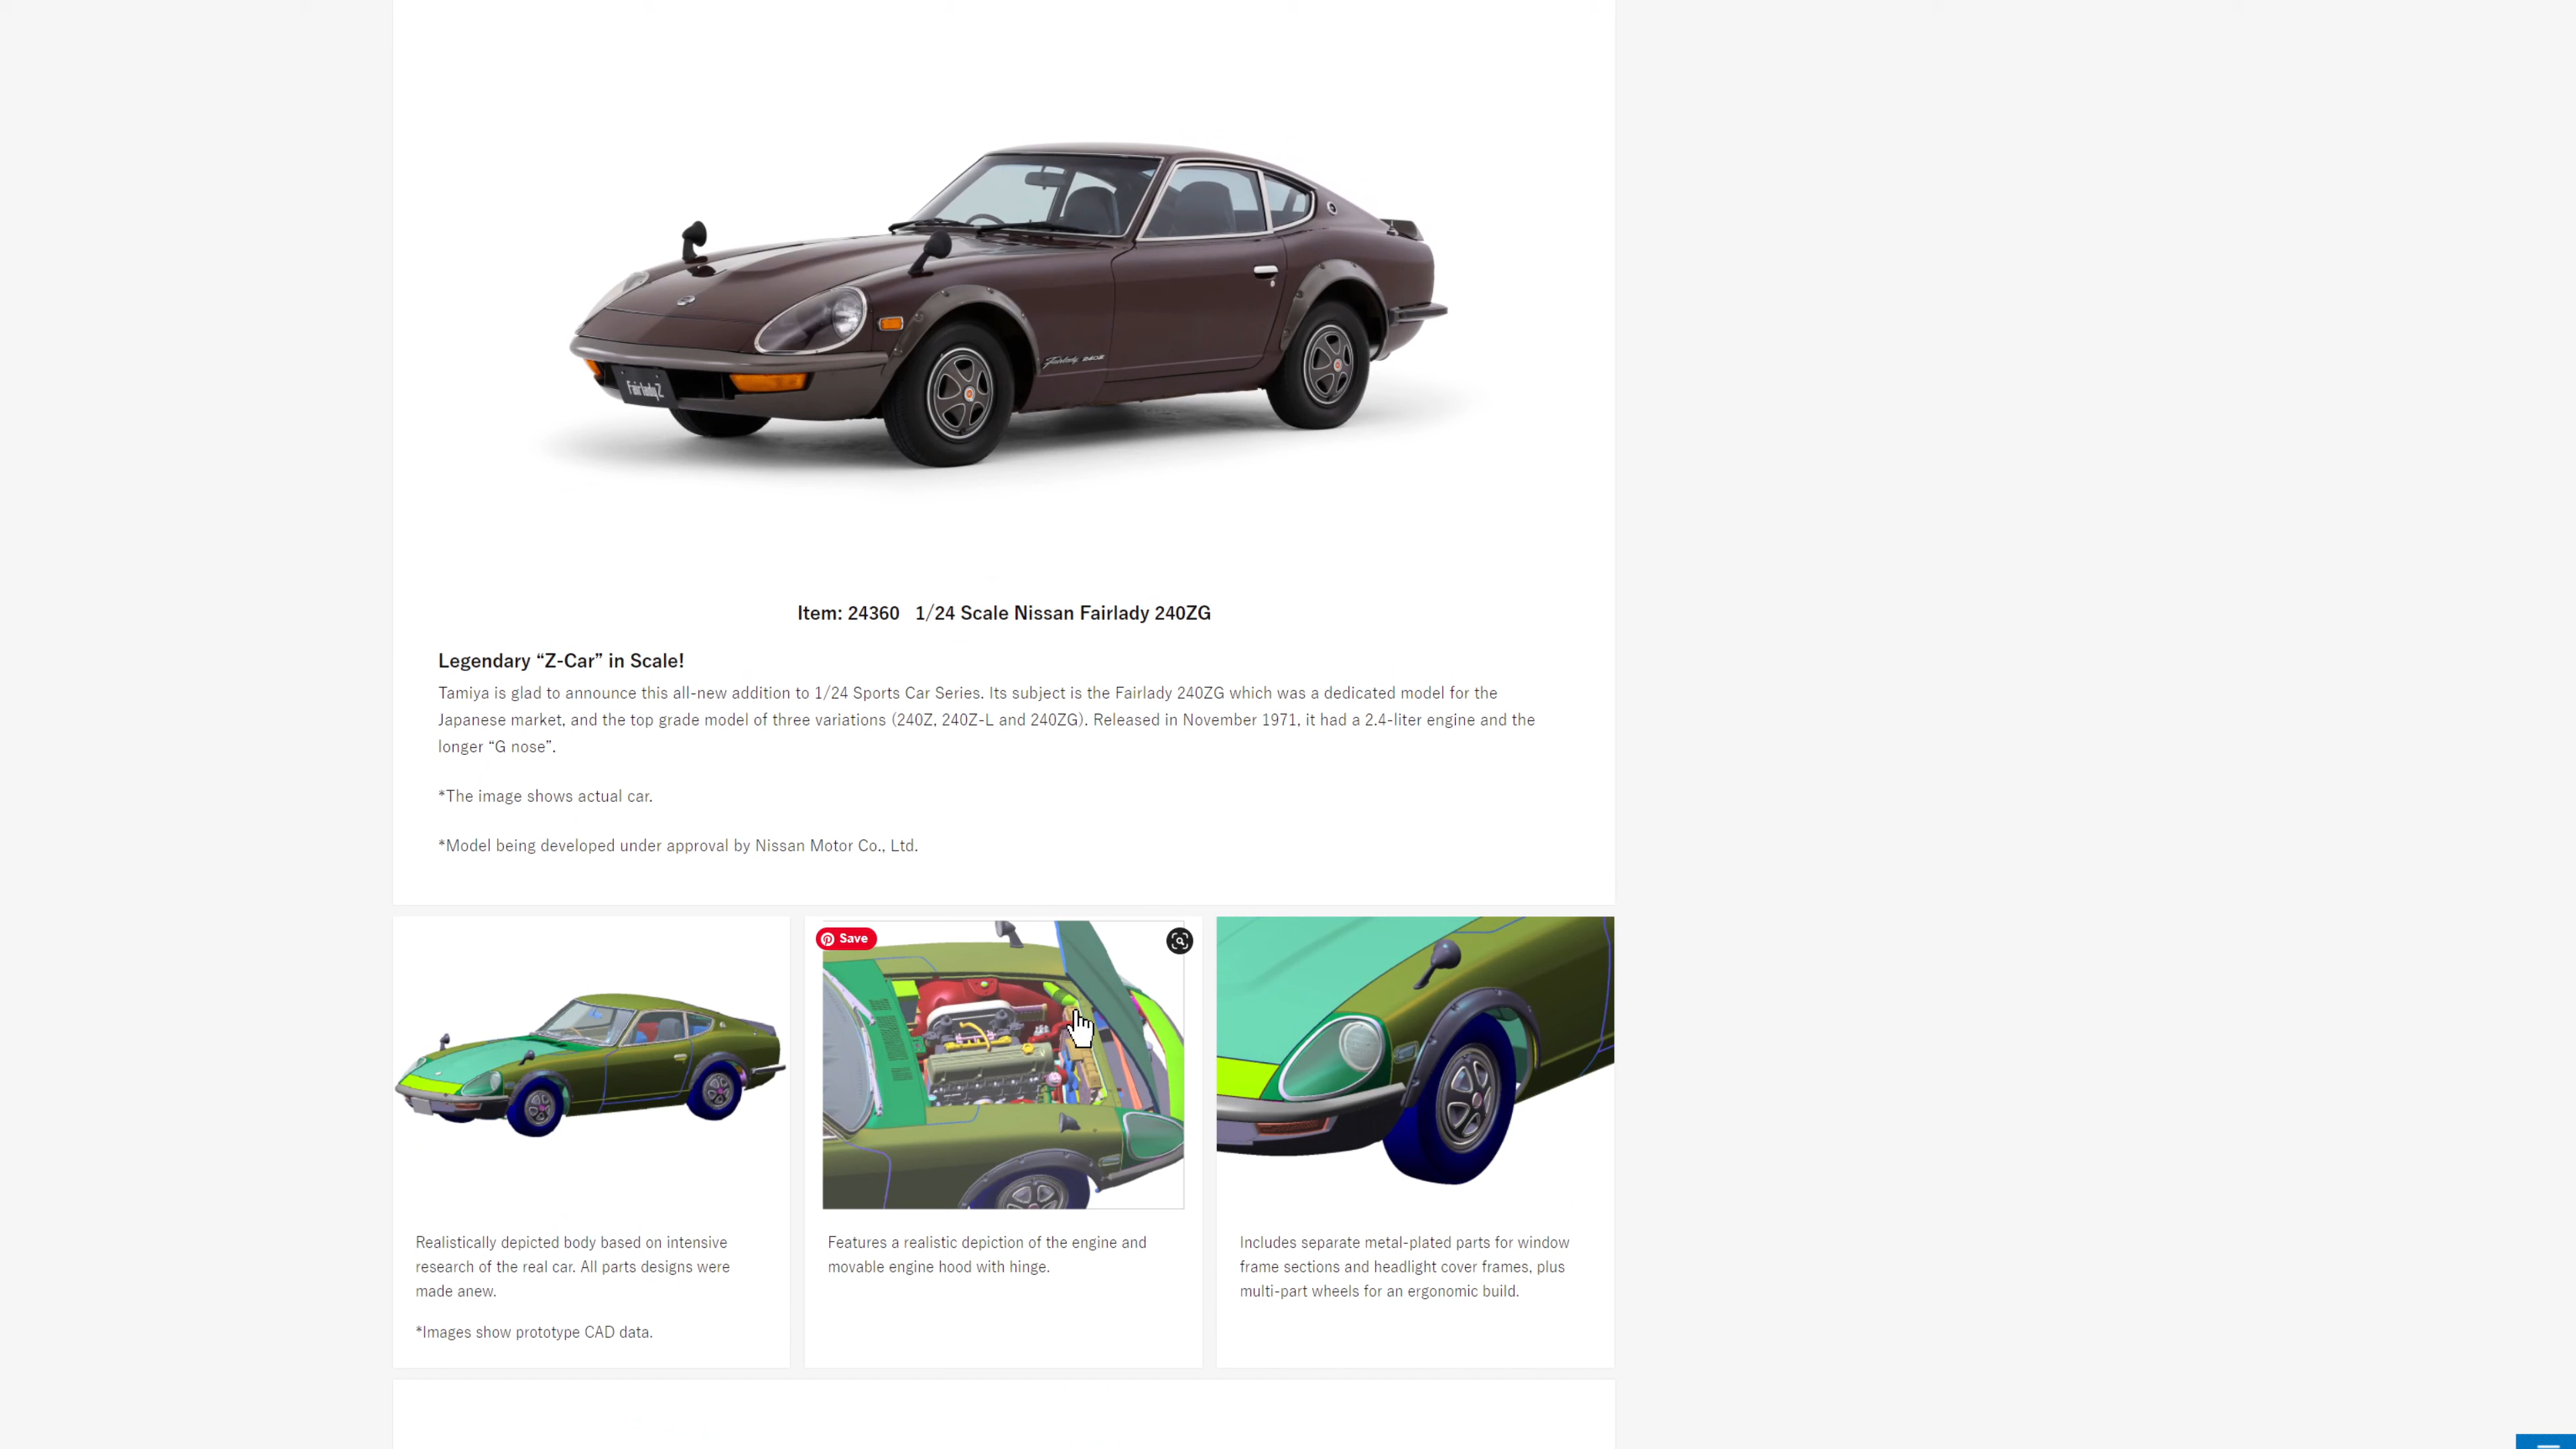 Fairlady Z
Fairlady 240Z
Item: 24360 1/24 Scale Nissan Fairlady 240ZG
Legendary “Z-Car” in Scale!
Tamiya is glad to announce this all-new addition to 1/24 Sports Car Series. Its subject is the Fairlady 240ZG which was a dedicated model for the
Japanese market, and the top grade model of three variations (240Z, 240Z-L and 240ZG). Released in November 1971, it had a 2.4-liter engine and the
longer “G nose”.
*The image shows actual car.
*Model being developed under approval by Nissan Motor Co., Ltd.
Save
Realistically depicted body based on intensive
research of the real car. All parts designs were
made anew.
*Images show prototype CAD data.
Features a realistic depiction of the engine and
movable engine hood with hinge.
Includes separate metal-plated parts for window
frame sections and headlight cover frames, plus
multi-part wheels for an ergonomic build.